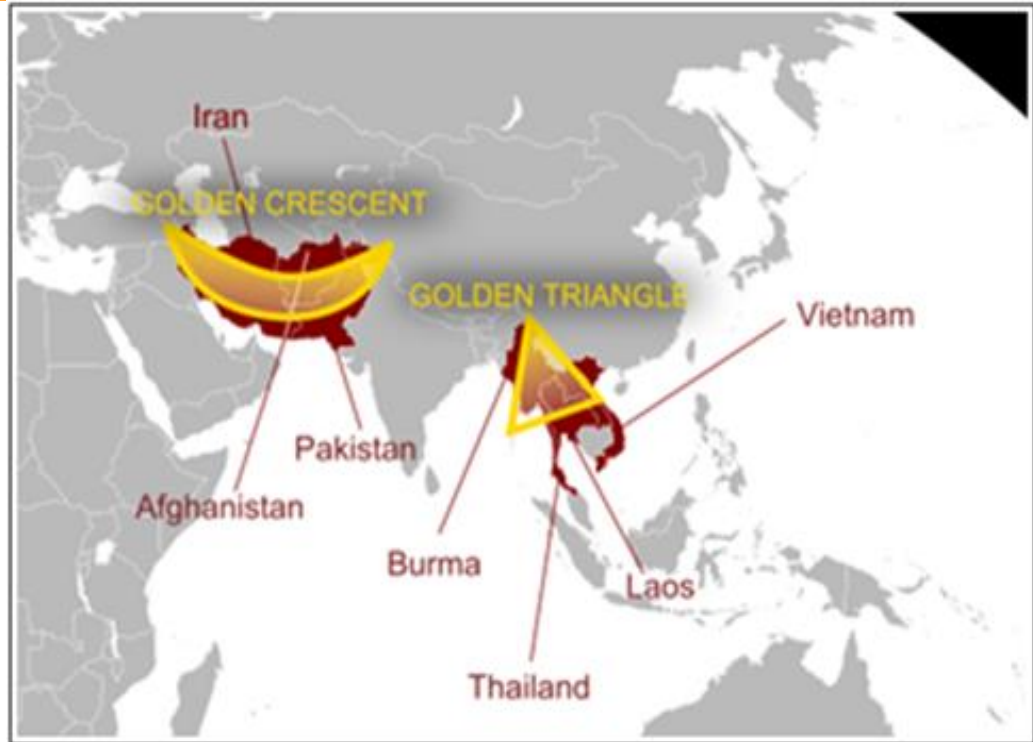 Iran
GOLDEN CRESCENT
GOLDEN TRIANGLE
Vietnam
Pakistan
Afghanistan
Burma
Laos
Thailand